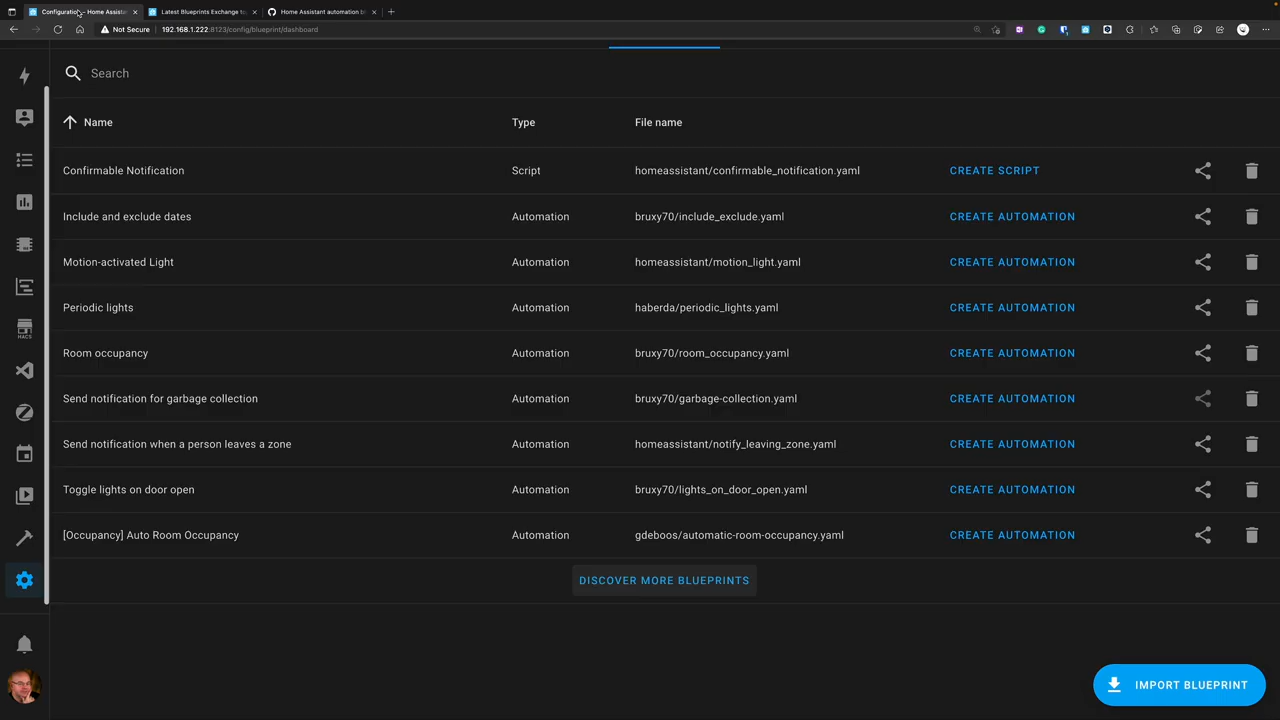 Configuration – Home Assist
Latest Blueprints Exchange to
Home Assistant automation b
Not Secure
192.168.1.222:8123/config/blueprint/dashboard
Search
Name Type File name
Confirmable Notification Script homeassistant/confirmable_notification.yaml CREATE SCRIPT
Include and exclude dates Automation bruxy70/include_exclude.yaml CREATE AUTOMATION
Motion-activated Light Automation homeassistant/motion_light.yaml CREATE AUTOMATION
Periodic lights Automation haberda/periodic_lights.yaml CREATE AUTOMATION
HACS
Room occupancy Automation bruxy70/room_occupancy.yaml CREATE AUTOMATION
Send notification for garbage collection Automation bruxy70/garbage-collection.yaml CREATE AUTOMATION
Send notification when a person leaves a zone Automation homeassistant/notify_leaving_zone.yaml CREATE AUTOMATION
Toggle lights on door open Automation bruxy70/lights_on_door_open.yaml CREATE AUTOMATION
[Occupancy] Auto Room Occupancy Automation gdeboos/automatic-room-occupancy.yaml CREATE AUTOMATION
DISCOVER MORE BLUEPRINTS
IMPORT BLUEPRINT